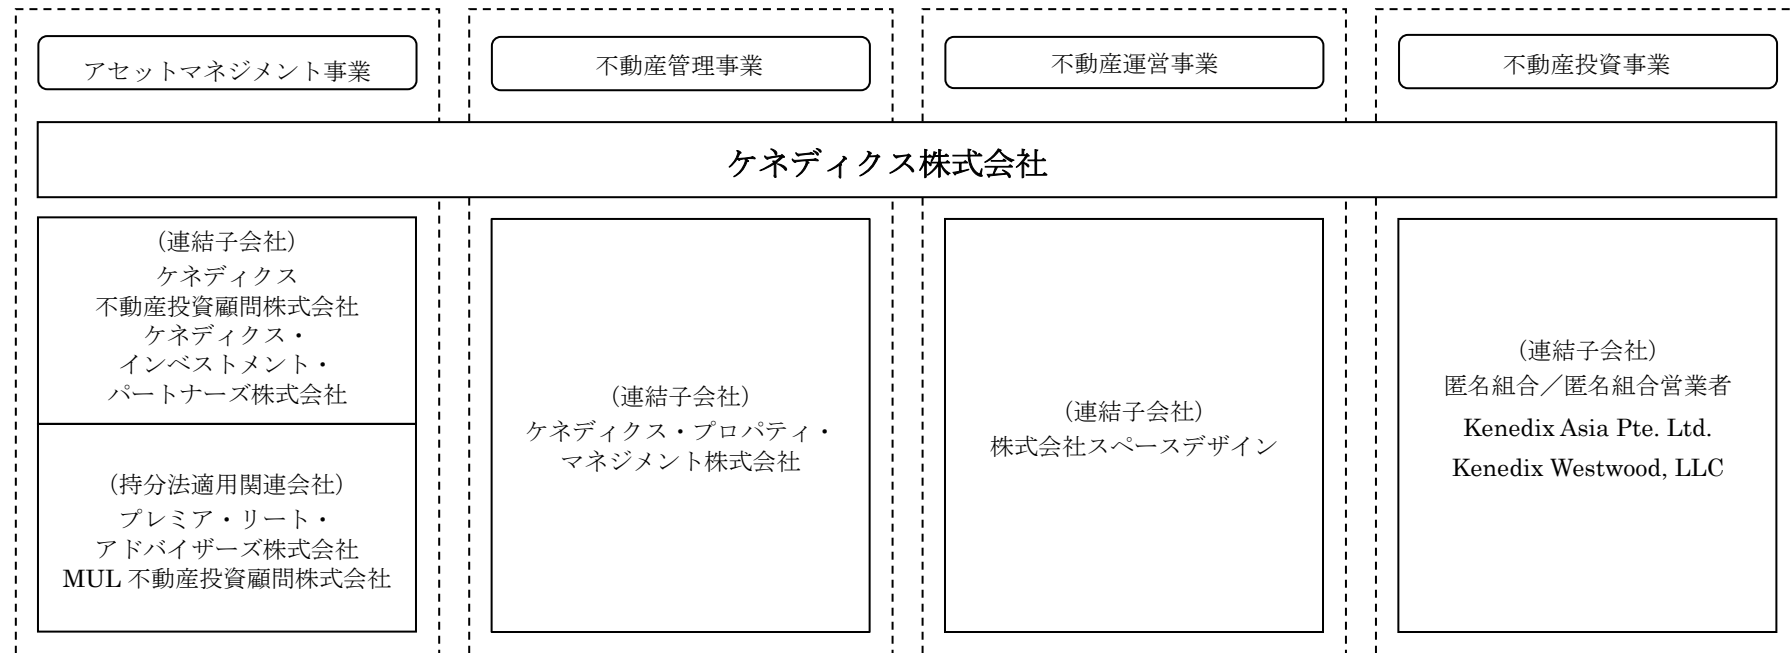 アセットマネジメント事業
不動産管理事業
不動産運営事業
不動産投資事業
ケネディクス株式会社
(連結子会社)
ケネディクス
不動産投資顧問株式会社
ケネディクス・
インベストメント・
パートナーズ株式会社
(持分法適用関連会社)
プレミア・リート・
アドバイザーズ株式会社
MUL 不動産投資顧問株式会社
(連結子会社)
ケネディクス・プロパティ・
マネジメント株式会社
(連結子会社)
株式会社スペースデザイン
(連結子会社)
匿名組合／匿名組合営業者
Kenedix Asia Pte. Ltd.
Kenedix Westwood, LLC